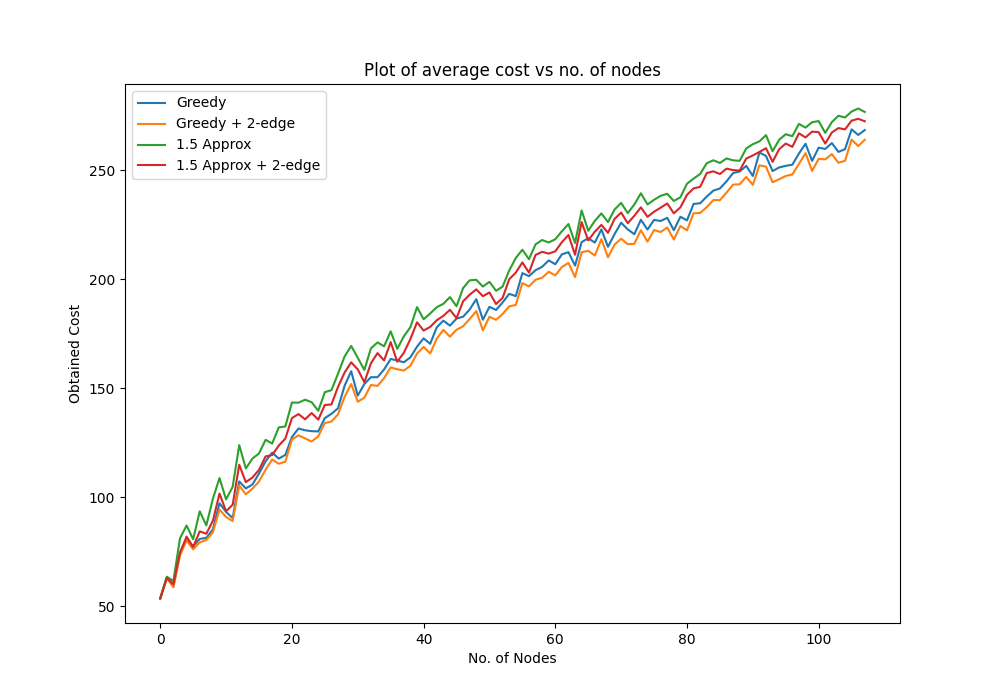 Plot of average cost vs no. of nodes
Greedy
Greedy + 2-edge
1.5 Approx
1.5 Approx + 2-edge
250
200
150
100
50
Obtained Cost
0 20 40 60 80 100
No. of Nodes